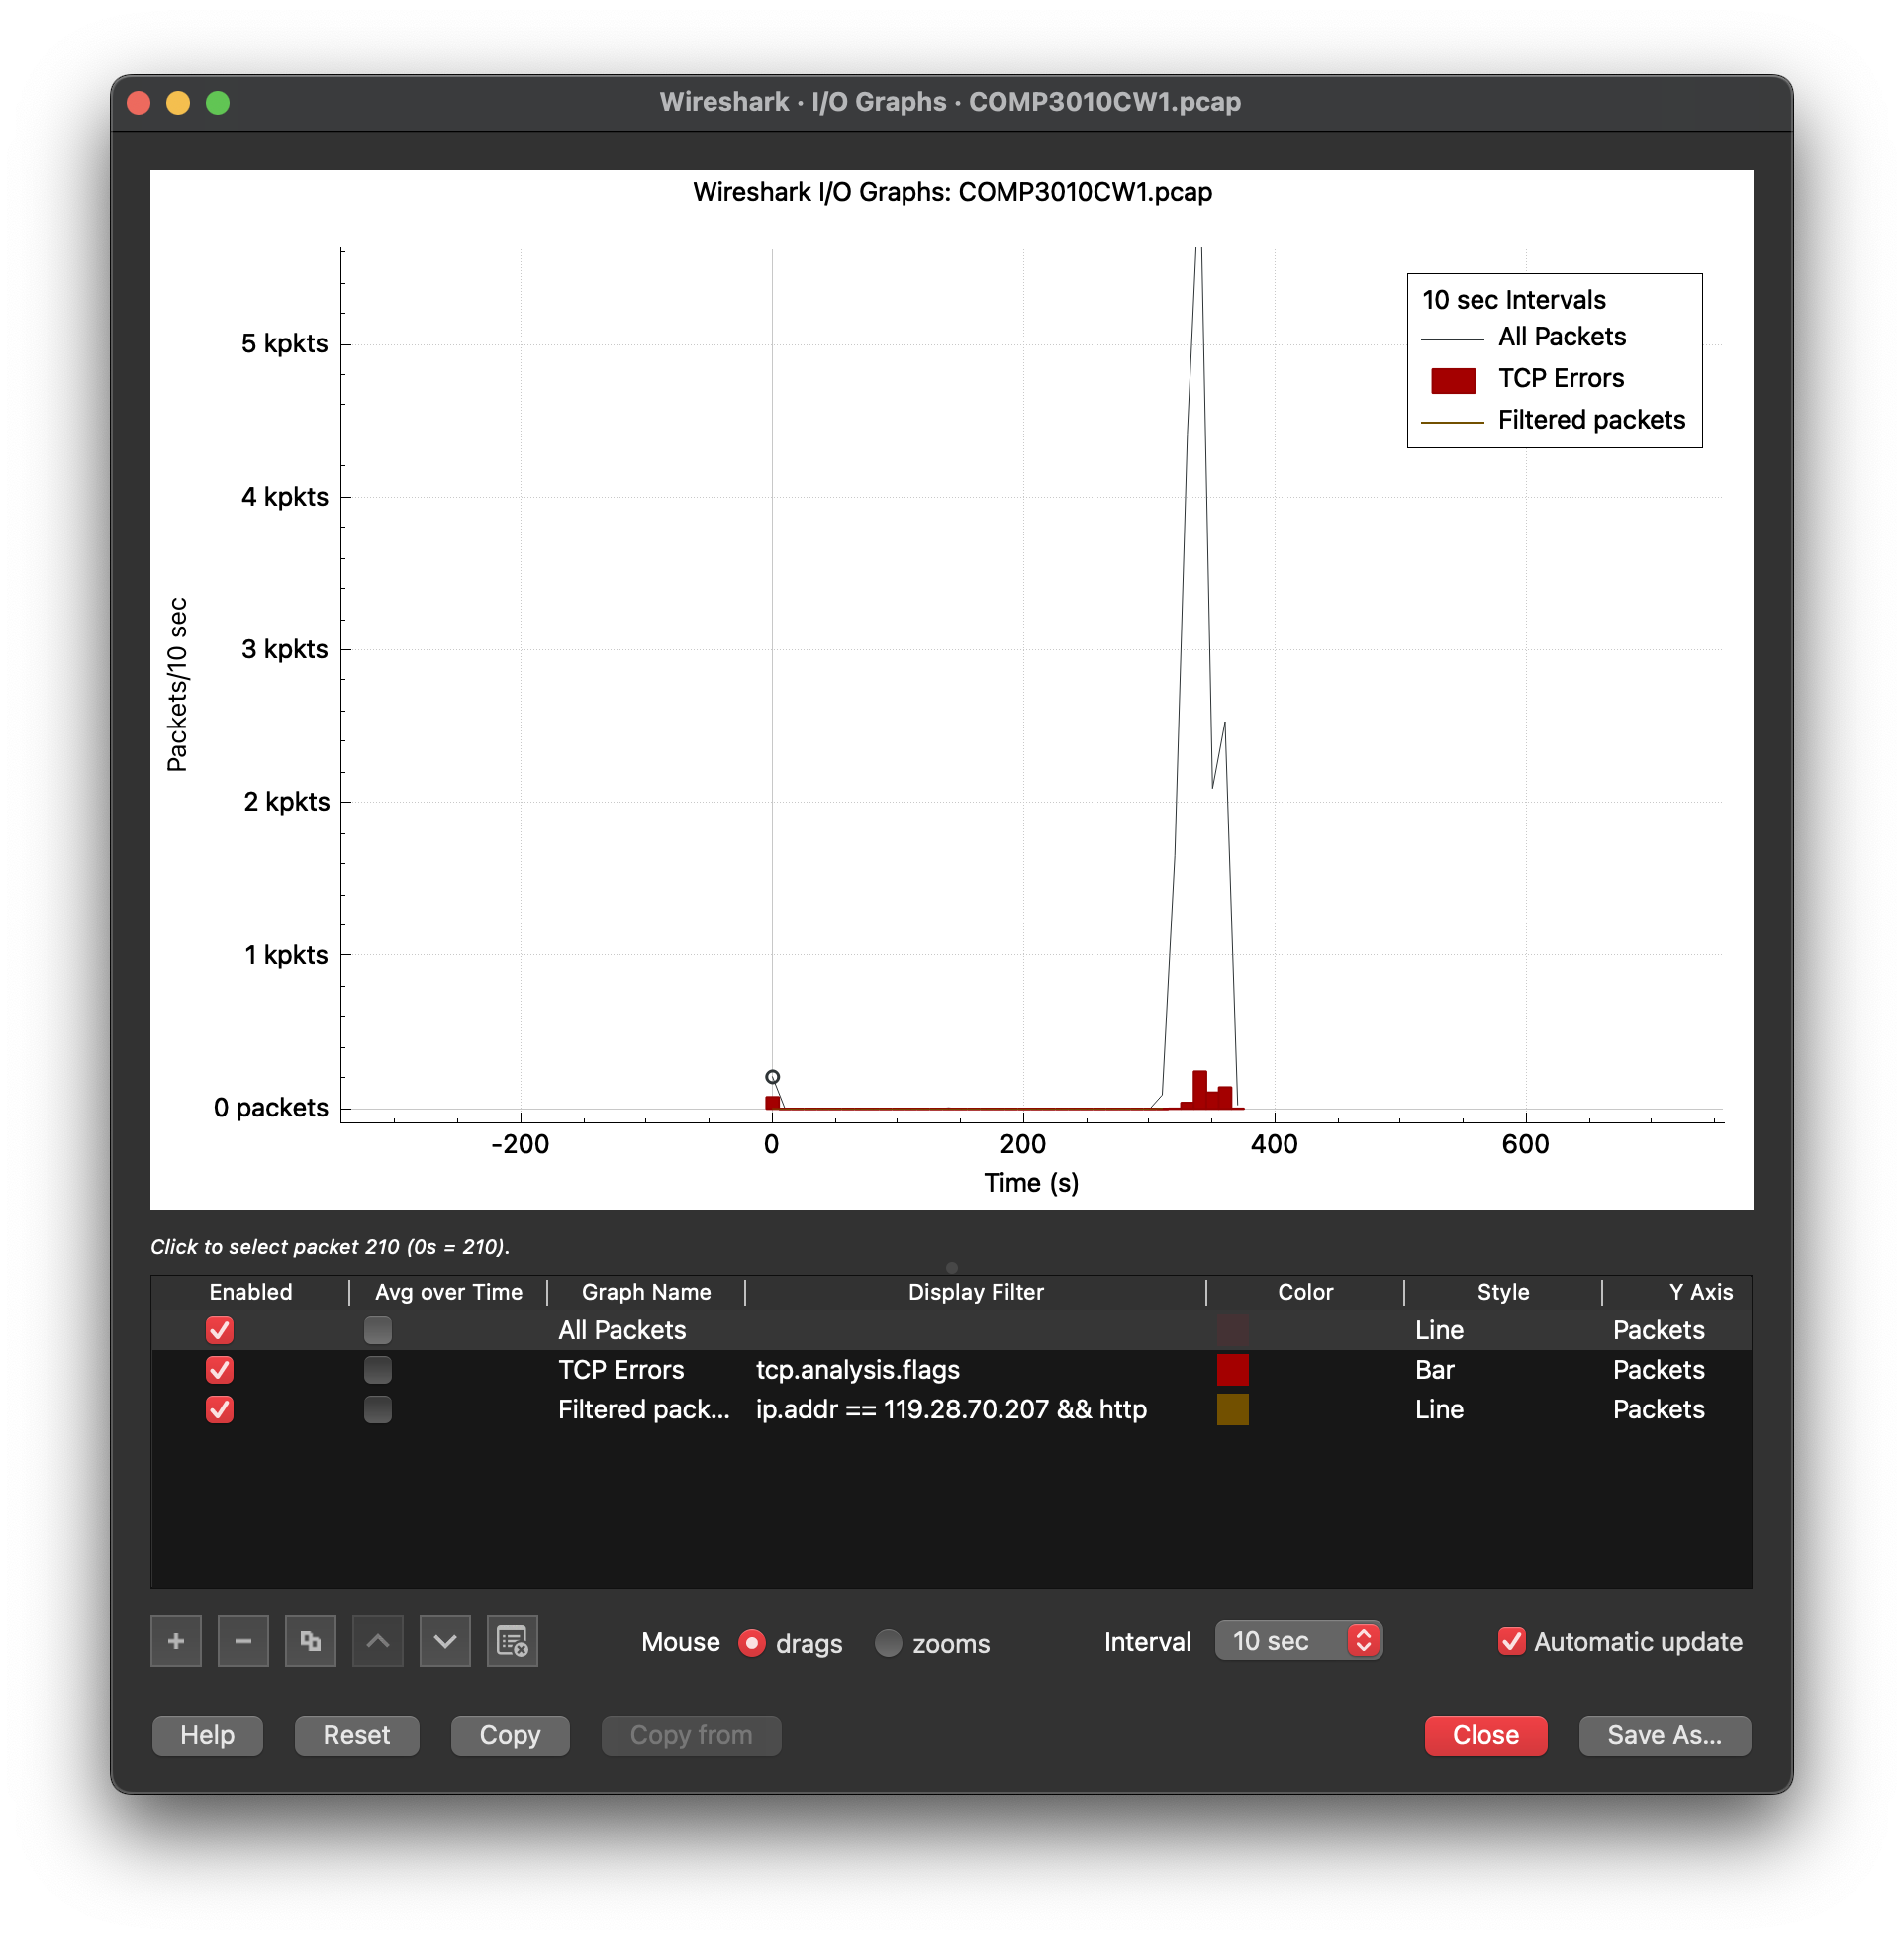 Wireshark · I/O Graphs · COMP3010CW1.pcap
Wireshark I/O Graphs: COMP3010CW1.pcap
10 sec Intervals
All Packets
TCP Errors
Filtered packets
5 kpkts
4 kpkts
3 kpkts
2 kpkts
1 kpkts
0 packets
Packets/10 sec
-200 0 200 400 600
Time (s)
Click to select packet 210 (0s = 210).
Enabled Avg over Time Graph Name Display Filter Color Style Y Axis
All Packets Line Packets
TCP Errors tcp.analysis.flags Bar Packets
Filtered pack... ip.addr == 119.28.70.207 && http Line Packets
Mouse drags zooms Interval 10 sec Automatic update
Help Reset Copy Copy from Close Save As...